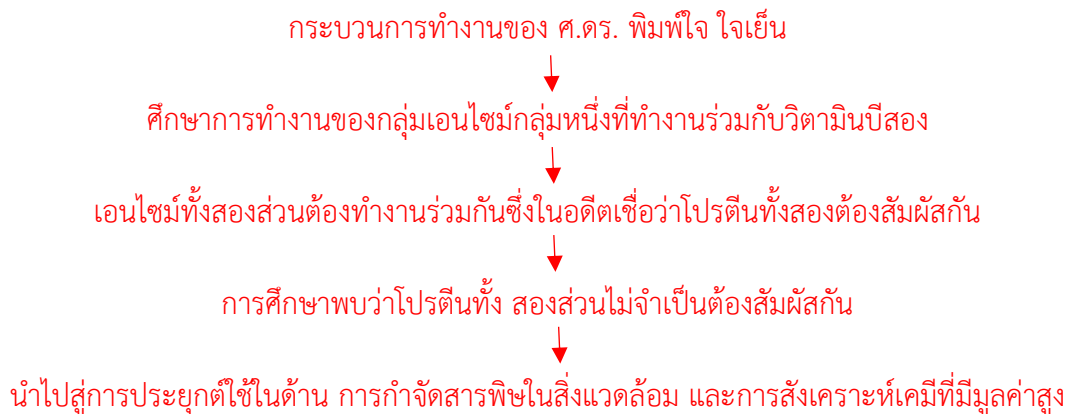 กระบวนการทำงานของ ศ.ดร. พิมพ์ใจ ใจเย็น
ศึกษาการทำงานของกลุ่มเอนไซม์กลุ่มหนึ่งที่ทำงานร่วมกับวิตามินบีสอง
เอนไซม์ทั้งสองส่วนต้องทำงานร่วมกันซึ่งในอดีตเชื่อว่าโปรตีนทั้งสองต้องสัมผัสกัน
การศึกษาพบว่าโปรตีนทั้ง สองส่วนไม่จำเป็นต้องสัมผัสกัน
นำไปสู่การประยุกต์ใช้ในด้าน การกำจัดสารพิษในสิ่งแวดล้อม และการสังเคราะห์เคมีที่มีมูลค่าสูง